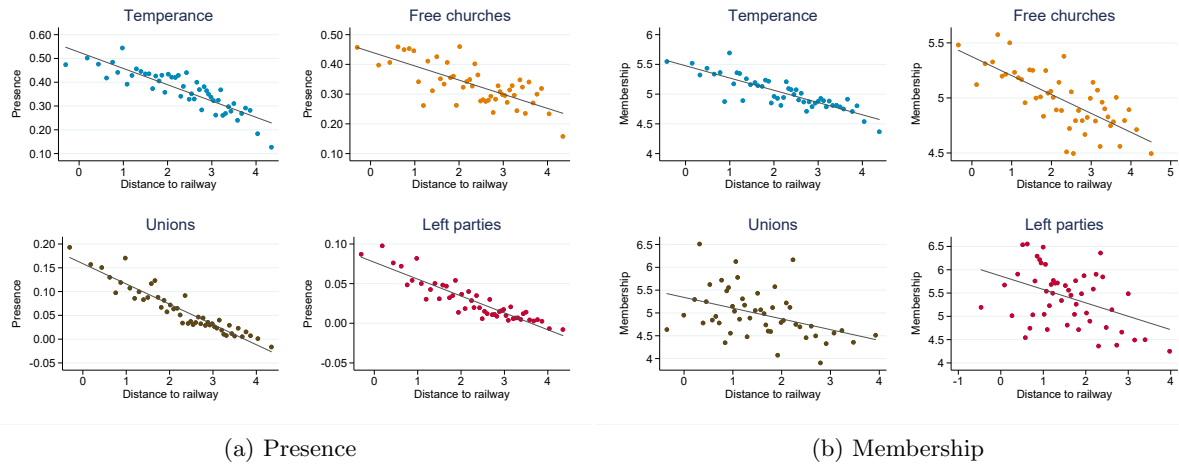 Temperance
Presence
0.60
0.50
0.40
0.30
0.20
0.10
0 1 2 3 4
Distance to railway
Free churches
Presence
0.50
0.40
0.30
0.20
0.10
0 1 2 3 4
Distance to railway
Unions
Presence
0.20
0.15
0.10
0.05
0.00
-0.05
0 1 2 3 4
Distance to railway
Left parties
Presence
0.10
0.05
0.00
-0.05
0 1 2 3 4
Distance to railway
(a) Presence
Temperance
Membership
6
5.5
5
4.5
4
0 1 2 3 4
Distance to railway
Free churches
Membership
5.5
5
4.5
0 1 2 3 4 5
Distance to railway
Unions
Membership
6.5
6
5.5
5
4.5
4
0 1 2 3 4
Distance to railway
Left parties
Membership
6.5
6
5.5
5
4.5
4
-1 0 1 2 3 4
Distance to railway
(b) Membership